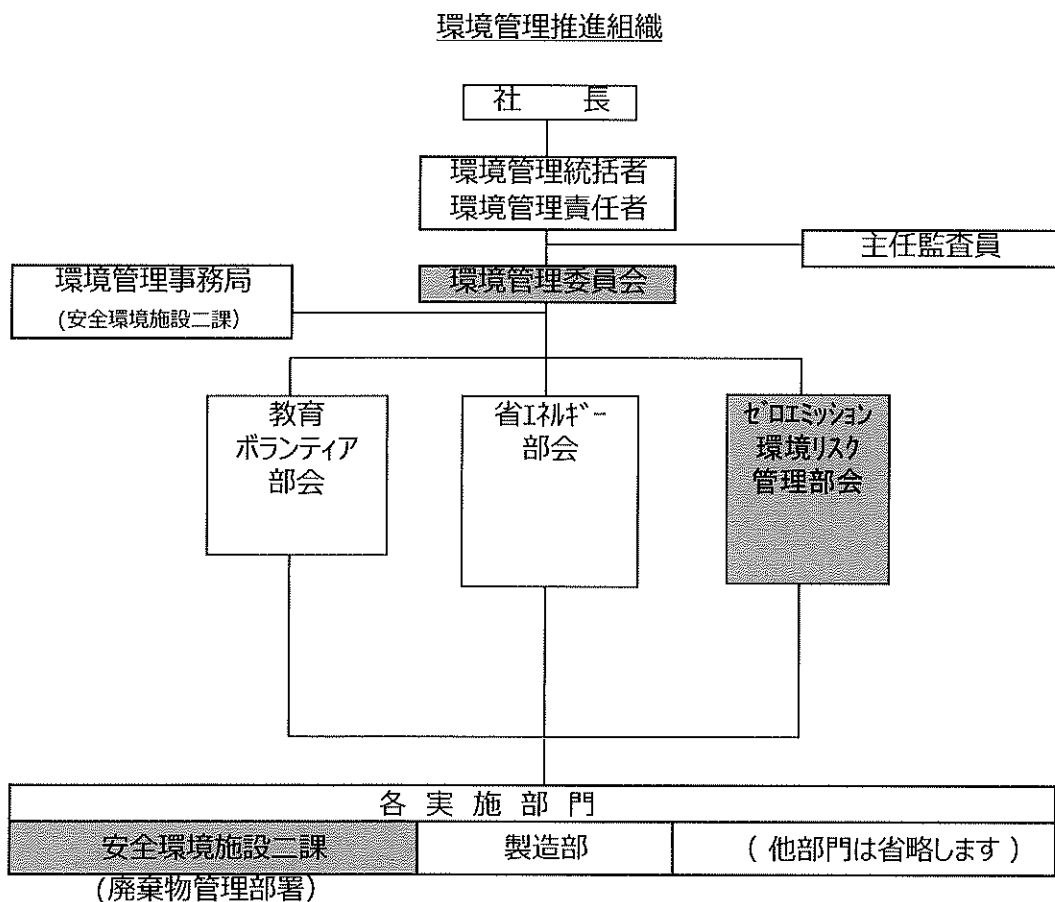 環境管理推進組織
社　　長
環境管理統括者
環境管理責任者
主任監査員
環境管理事務局
(安全環境施設二課)
環境管理委員会
教育
ボランティア
部会
省ｴﾈﾙｷﾞｰ
部会
ｾﾞﾛｴﾐｯｼｮﾝ
環境ﾘｽｸ
管理部会
各 実 施 部 門
安全環境施設二課
製造部
( 他部門は省略します )
(廃棄物管理部署)